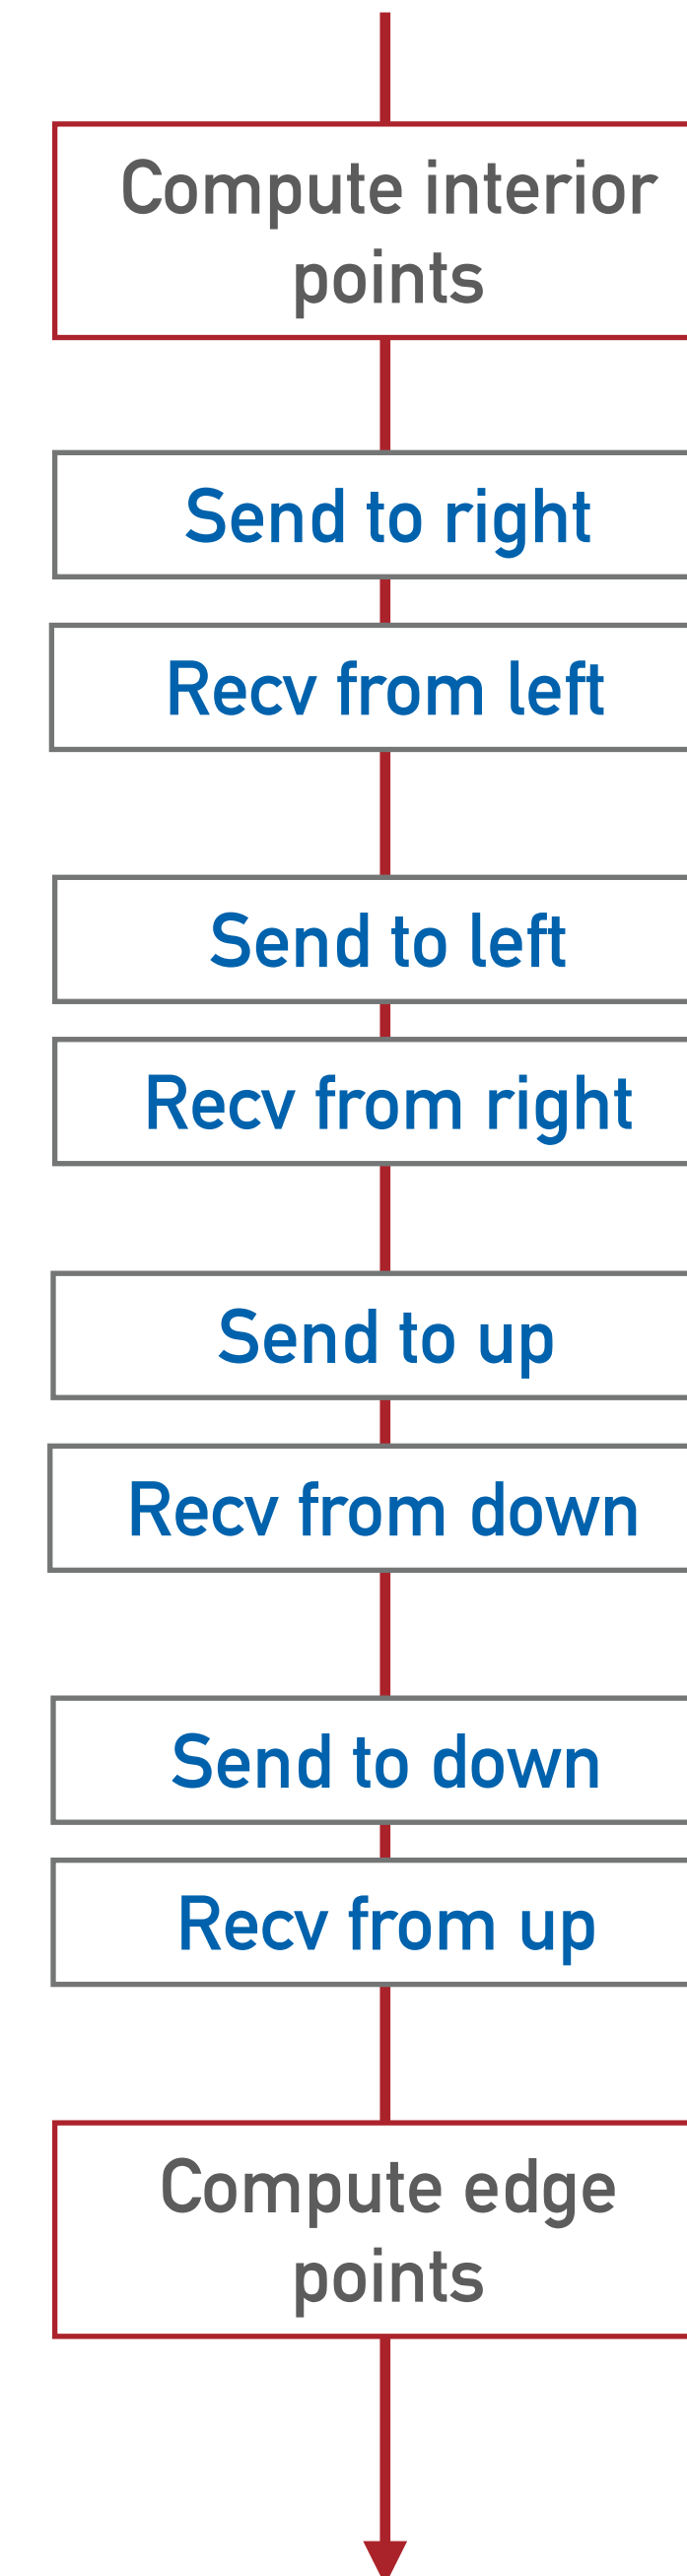 Compute interior
points
Send to right
Recv from left
Send to left
Recv from right
Send to up
Recv from down
Send to down
Recv from up
Compute edge
points